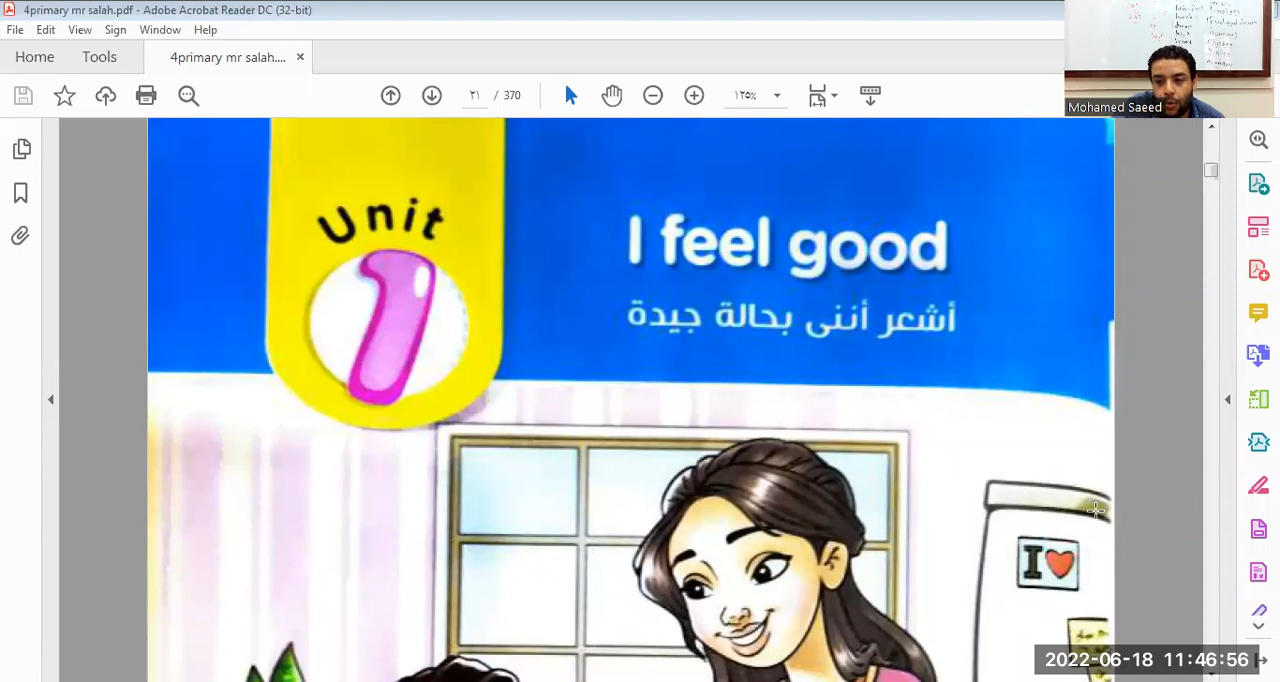 4primary mr salah.pdf - Adobe Acrobat Reader DC (32-bit)
File Edit View Sign Window Help
Home Tools 4primary mr salah.... ×
٢١ / 370
١٢٥٪
Mohamed Saeed
Unit
1
I feel good
أشعر أننى بحالة جيدة
I
2022-06-18 11:46:56